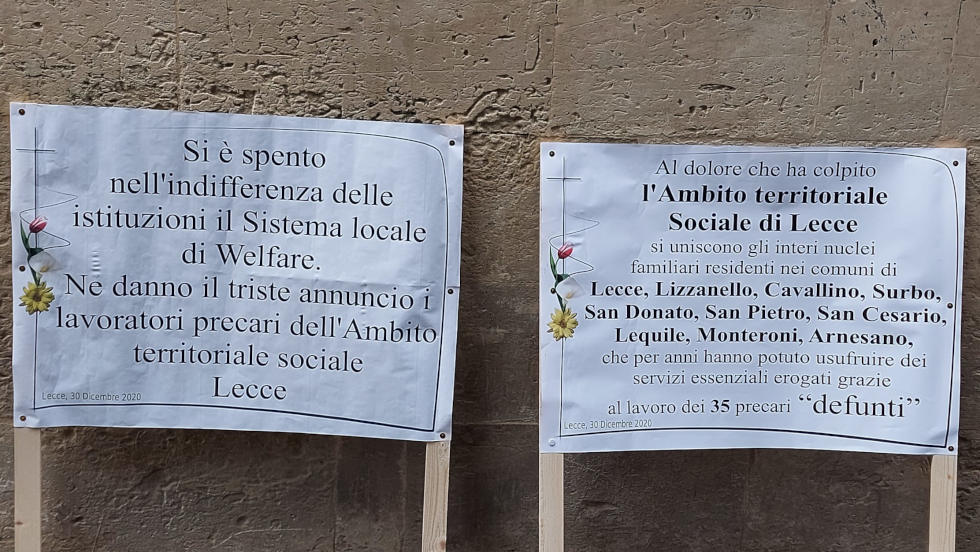 Si è spento
nell'indifferenza delle
istituzioni il Sistema locale
di Welfare.
Ne danno il triste annuncio i
lavoratori precari dell'Ambito
territoriale sociale
Lecce
Lecce, 30 Dicembre 2020
Al dolore che ha colpito
l'Ambito territoriale
Sociale di Lecce
si uniscono gli interi nuclei
familiari residenti nei comuni di
Lecce, Lizzanello, Cavallino, Surbo,
San Donato, San Pietro, San Cesario,
Lequile, Monteroni, Arnesano,
che per anni hanno potuto usufruire dei
servizi essenziali erogati grazie
al lavoro dei 35 precari “defunti”
Lecce, 30 Dicembre 2020